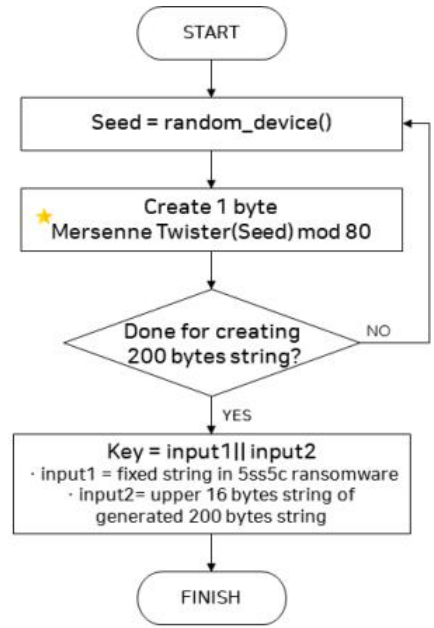 START
Seed = random_device()
Create 1 byte
Mersenne Twister(Seed) mod 80
Done for creating
200 bytes string?
NO
YES
Key = input1|| input2
· input1 = fixed string in 5ss5c ransomware
· input2= upper 16 bytes string of
generated 200 bytes string
FINISH